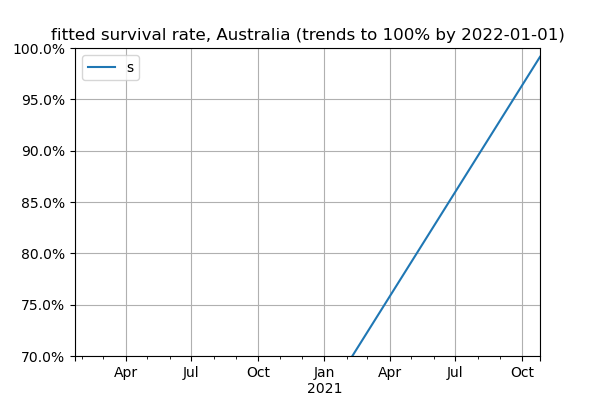 fitted survival rate, Australia (trends to 100% by 2022-01-01)
100.0%
s
95.0%
90.0%
85.0%
80.0%
75.0%
70.0%
Apr Jul Oct Jan Apr Jul Oct
2021